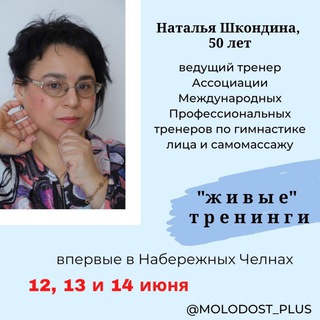 Наталья Шкондина,
50 лет
ведущий тренер
Ассоциации
Международных
Профессиональных
тренеров по гимнастике
лица и самомассажу
"живые"
тренинги
впервые в Набережных Челнах
12, 13 и 14 июня
@MOLODOST_PLUS